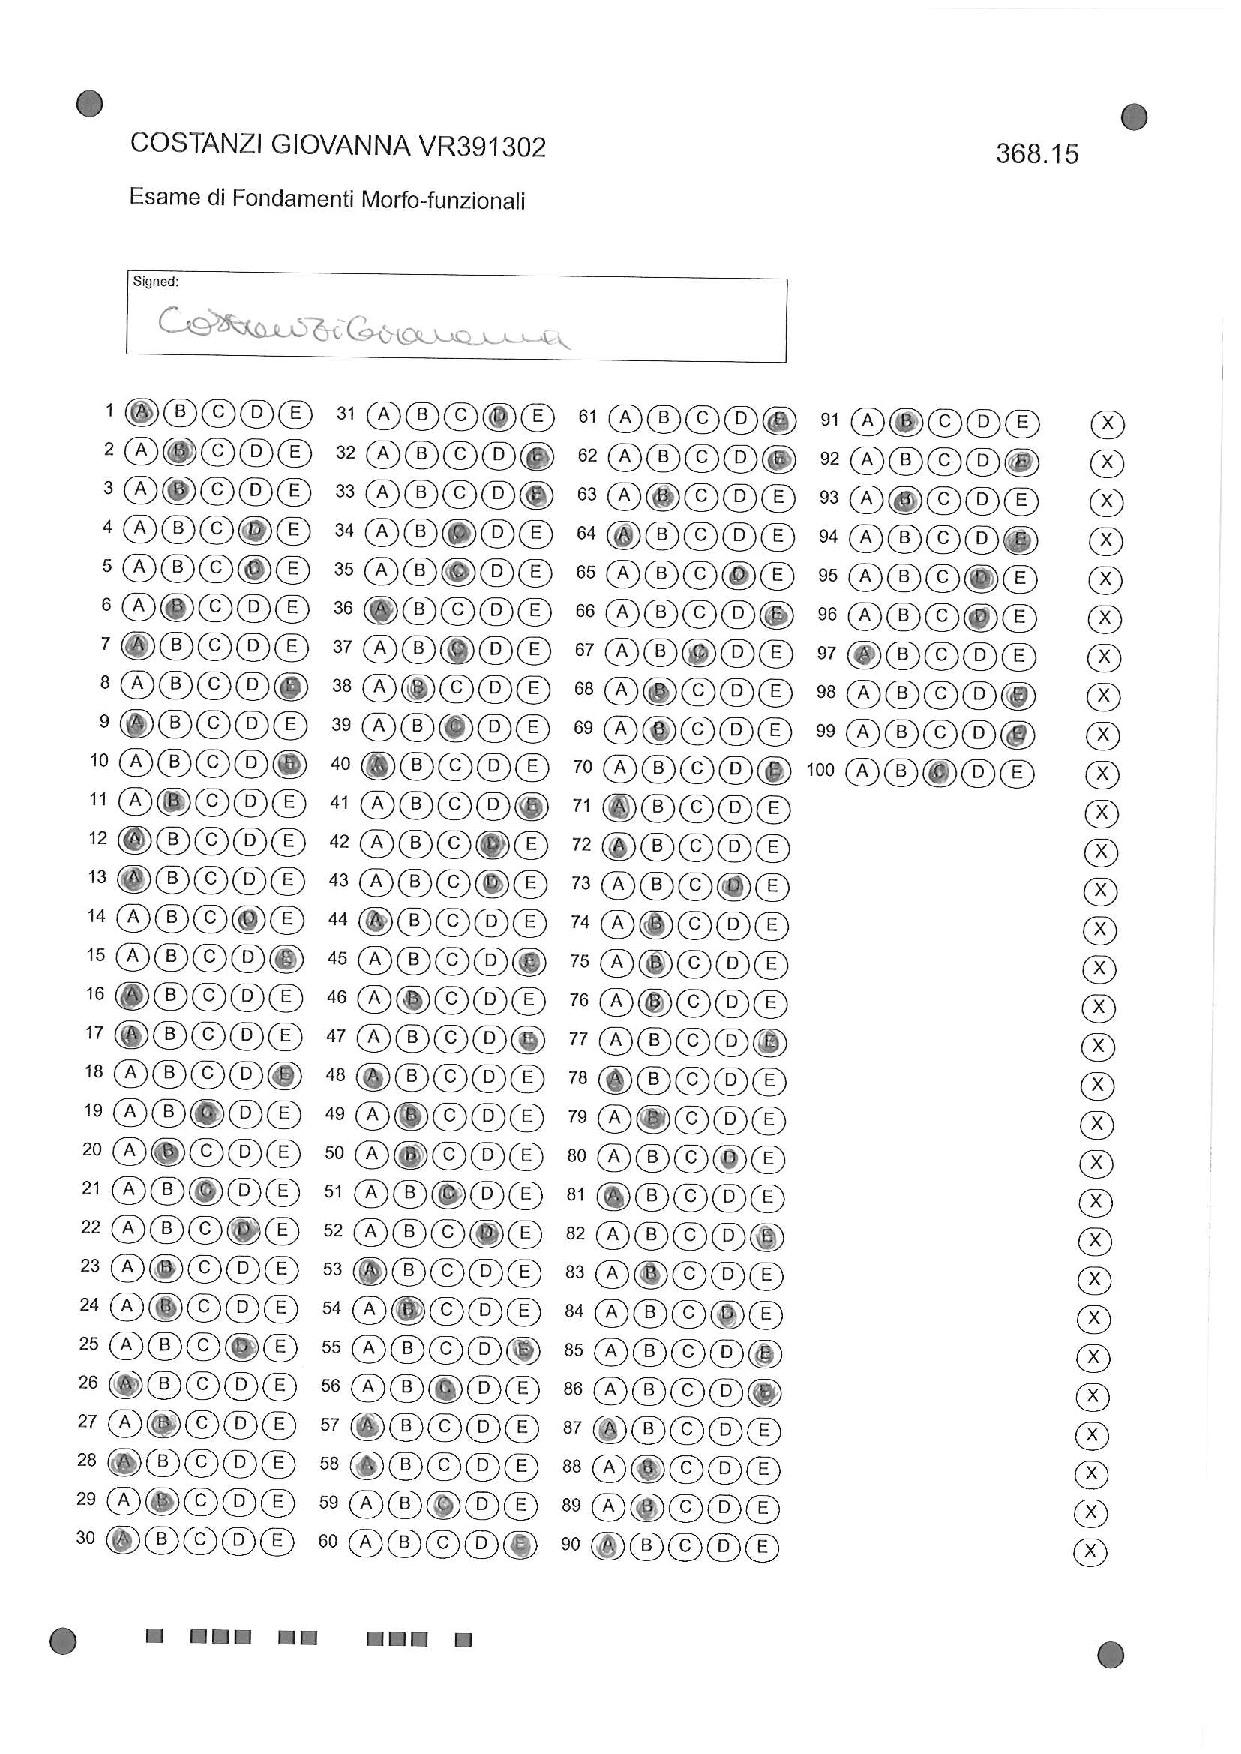 COSTANZI GIOVANNA VR391302
368.15
Esame di Fondamenti Morfo-funzionali
Signed:
Costanzi Giovanna
1 A B C D E 31 A B C D E 61 A B C D E 91 A B C D E X
2 A B C D E 32 A B C D E 62 A B C D E 92 A B C D E X
3 A B C D E 33 A B C D E 63 A B C D E 93 A B C D E X
4 A B C D E 34 A B C D E 64 A B C D E 94 A B C D E X
5 A B C D E 35 A B C D E 65 A B C D E 95 A B C D E X
6 A B C D E 36 A B C D E 66 A B C D E 96 A B C D E X
7 A B C D E 37 A B C D E 67 A B C D E 97 A B C D E X
8 A B C D E 38 A B C D E 68 A B C D E 98 A B C D E X
9 A B C D E 39 A B C D E 69 A B C D E 99 A B C D E X
10 A B C D E 40 A B C D E 70 A B C D E 100 A B C D E X
11 A B C D E 41 A B C D E 71 A B C D E X
12 A B C D E 42 A B C D E 72 A B C D E X
13 A B C D E 43 A B C D E 73 A B C D E X
14 A B C D E 44 A B C D E 74 A B C D E X
15 A B C D E 45 A B C D E 75 A B C D E X
16 A B C D E 46 A B C D E 76 A B C D E X
17 A B C D E 47 A B C D E 77 A B C D E X
18 A B C D E 48 A B C D E 78 A B C D E X
19 A B C D E 49 A B C D E 79 A B C D E X
20 A B C D E 50 A B C D E 80 A B C D E X
21 A B C D E 51 A B C D E 81 A B C D E X
22 A B C D E 52 A B C D E 82 A B C D E X
23 A B C D E 53 A B C D E 83 A B C D E X
24 A B C D E 54 A B C D E 84 A B C D E X
25 A B C D E 55 A B C D E 85 A B C D E X
26 A B C D E 56 A B C D E 86 A B C D E X
27 A B C D E 57 A B C D E 87 A B C D E X
28 A B C D E 58 A B C D E 88 A B C D E X
29 A B C D E 59 A B C D E 89 A B C D E X
30 A B C D E 60 A B C D E 90 A B C D E X